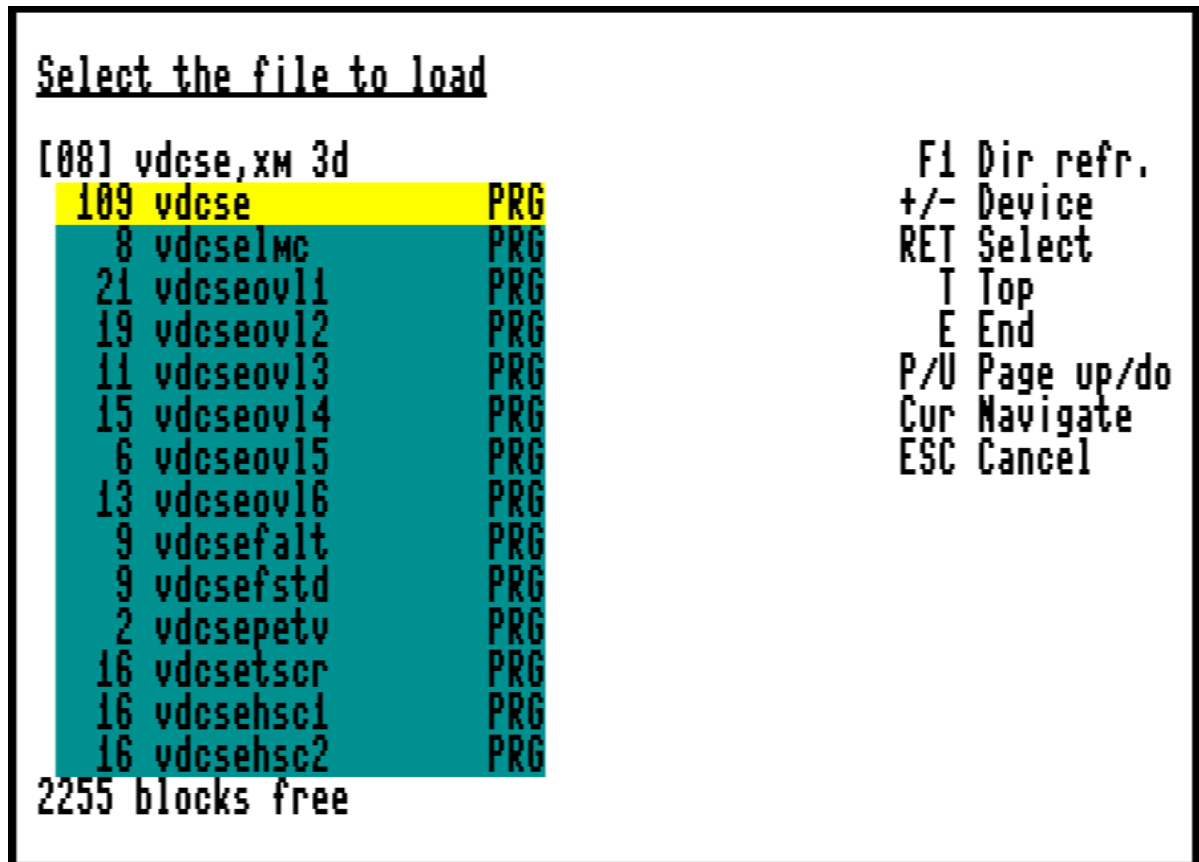 Select the file to load
[08] vdcse,хм 3d F1 Dir refr.
109 vdcse PRG +/- Device
8 vdcselмc PRG RET Select
21 vdcseovl1 PRG T Top
19 vdcseovl2 PRG E End
11 vdcseovl3 PRG P/U Page up/do
15 vdcseovl4 PRG Cur Navigate
6 vdcseovl5 PRG ESC Cancel
13 vdcseovl6 PRG
9 vdcsefalt PRG
9 vdcsefstd PRG
2 vdcsepetv PRG
16 vdcsetscr PRG
16 vdcsehsc1 PRG
16 vdcsehsc2 PRG
2255 blocks free